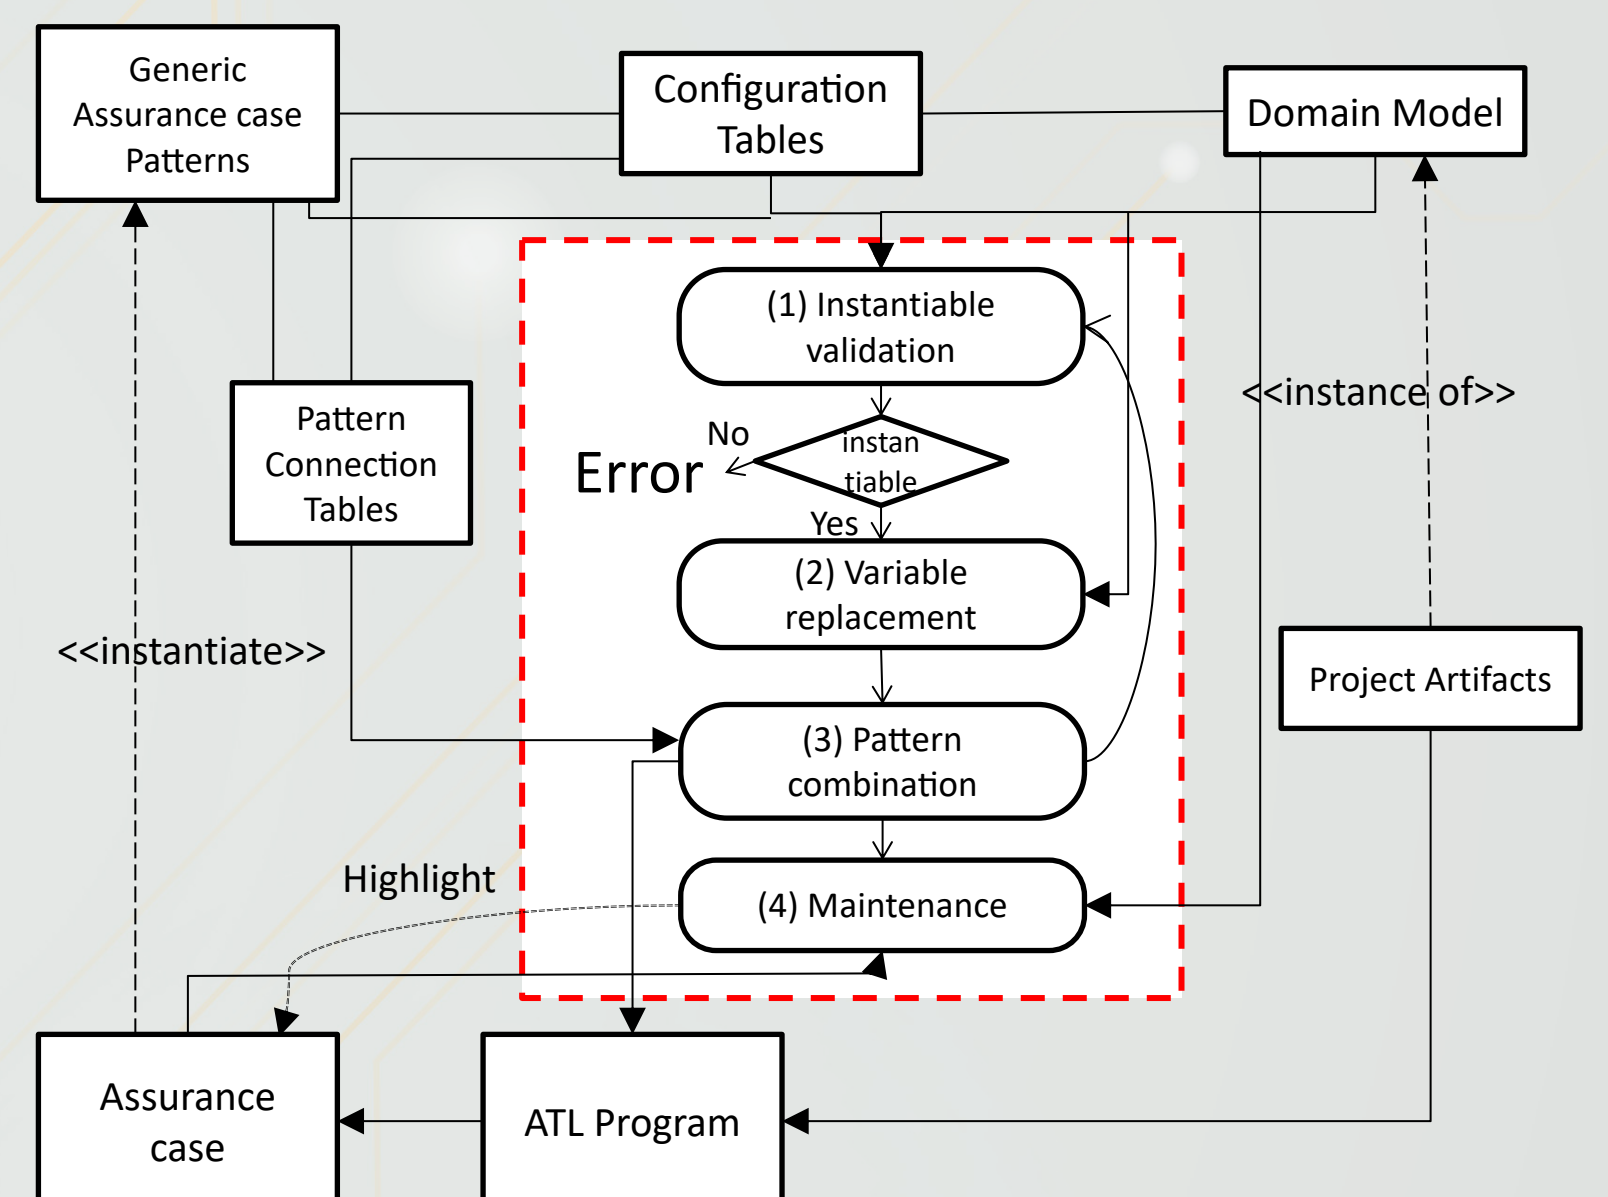 Generic
Assurance case
Patterns
Configuration
Tables
Domain Model
(1) Instantiable
validation
<<instance of>>
Pattern
Connection
Tables
No
instan
tiable
Error
Yes
(2) Variable
replacement
<<instantiate>>
Project Artifacts
(3) Pattern
combination
Highlight
(4) Maintenance
Assurance
case
ATL Program